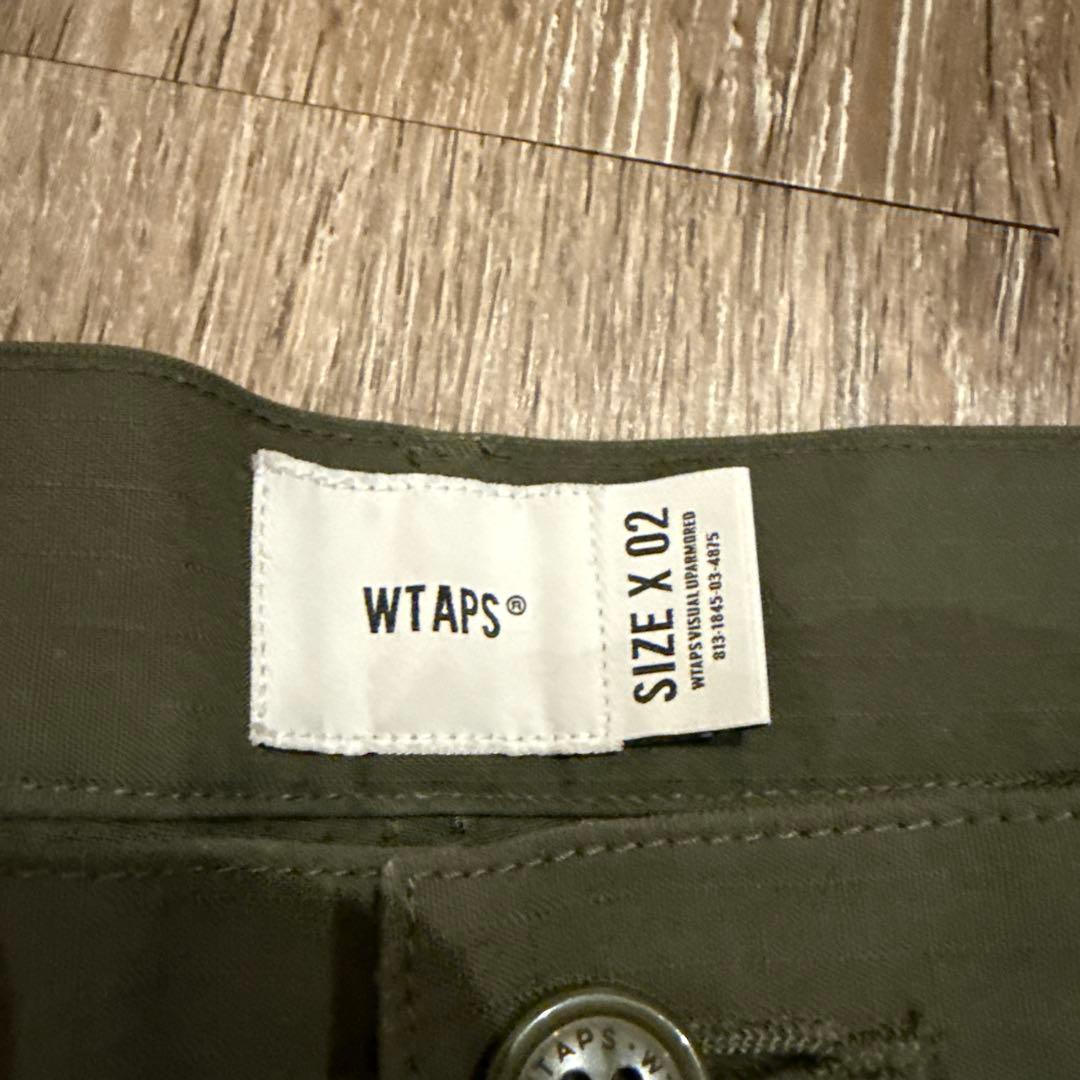 WTAPS®
SIZE X 02
WTAPS VISUAL UPARMORED
813-1845-03-4875
TAPS · W